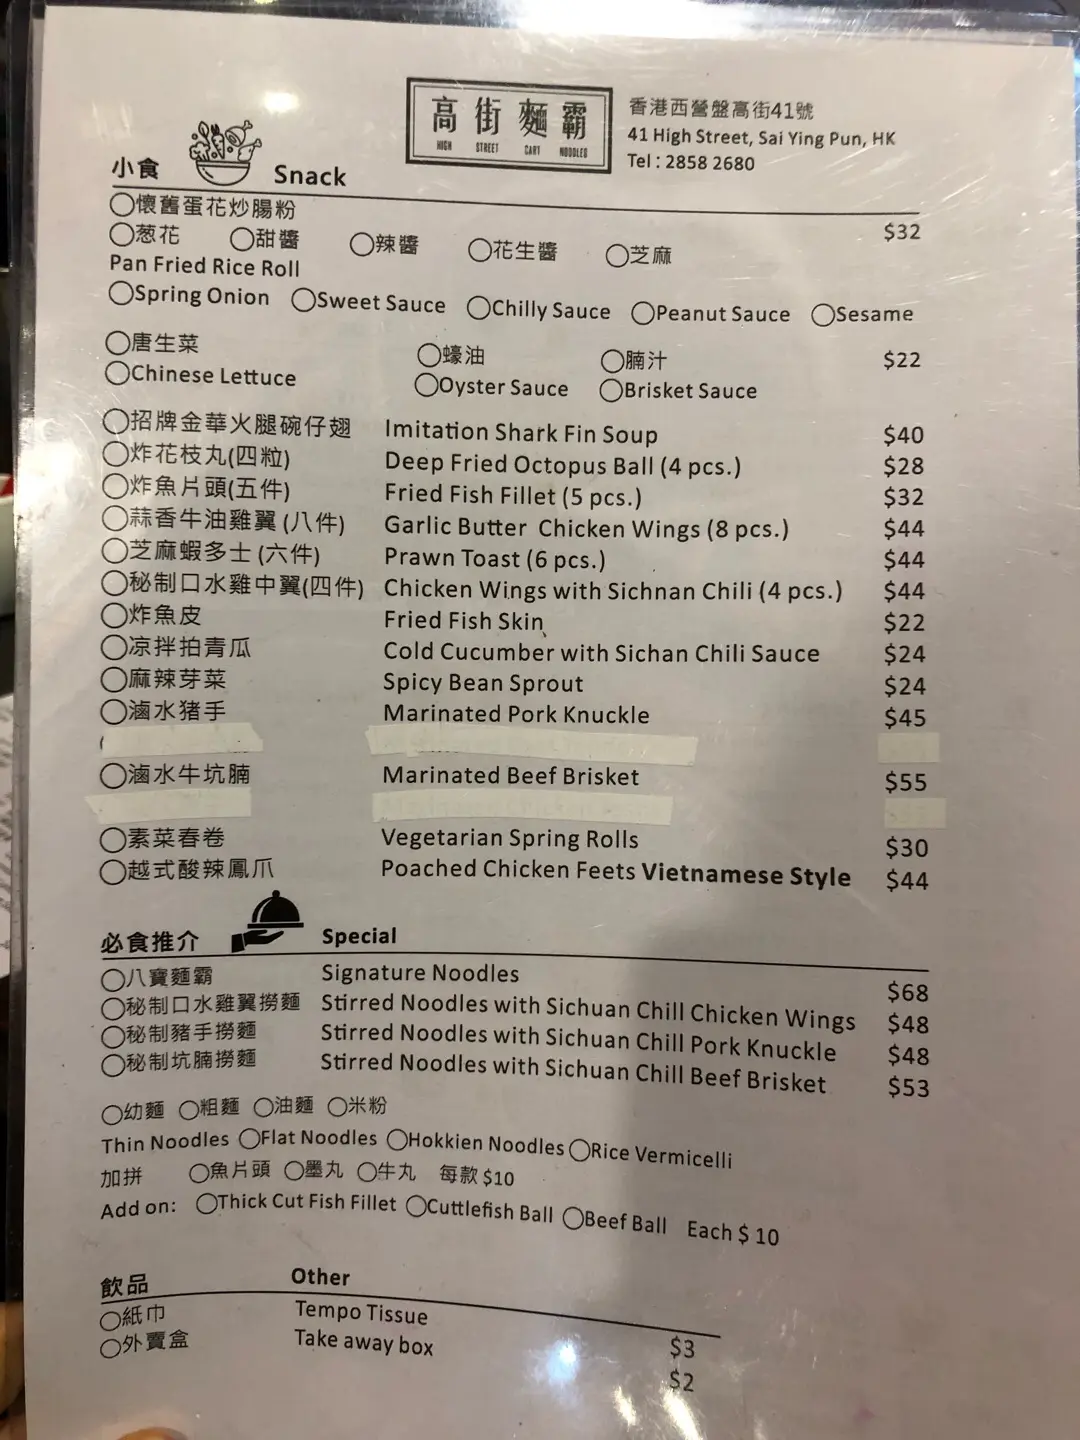 高街麵霸
HIGH STREET CART NOODLES
香港西營盤高街41號
41 High Street, Sai Ying Pun, HK
Tel : 2858 2680
小食 Snack
○懷舊蛋花炒腸粉 $32
○葱花 ○甜醬 ○辣醬 ○花生醬 ○芝麻
Pan Fried Rice Roll
○Spring Onion ○Sweet Sauce ○Chilly Sauce ○Peanut Sauce ○Sesame
○唐生菜 ○蠔油 ○腩汁 $22
○Chinese Lettuce ○Oyster Sauce ○Brisket Sauce
○招牌金華火腿碗仔翅 Imitation Shark Fin Soup $40
○炸花枝丸(四粒) Deep Fried Octopus Ball (4 pcs.) $28
○炸魚片頭(五件) Fried Fish Fillet (5 pcs.) $32
○蒜香牛油雞翼 (八件) Garlic Butter Chicken Wings (8 pcs.) $44
○芝麻蝦多士 (六件) Prawn Toast (6 pcs.) $44
○秘制口水雞中翼(四件) Chicken Wings with Sichnan Chili (4 pcs.) $44
○炸魚皮 Fried Fish Skin $22
○凉拌拍青瓜 Cold Cucumber with Sichan Chili Sauce $24
○麻辣芽菜 Spicy Bean Sprout $24
○滷水猪手 Marinated Pork Knuckle $45
○滷水牛坑腩 Marinated Beef Brisket $55
○素菜春卷 Vegetarian Spring Rolls $30
○越式酸辣鳳爪 Poached Chicken Feets Vietnamese Style $44
必食推介 Special
○八寶麵霸 Signature Noodles $68
○秘制口水雞翼撈麵 Stirred Noodles with Sichuan Chill Chicken Wings $48
○秘制豬手撈麵 Stirred Noodles with Sichuan Chill Pork Knuckle $48
○秘制坑腩撈麵 Stirred Noodles with Sichuan Chill Beef Brisket $53
○幼麵 ○粗麵 ○油麵 ○米粉
Thin Noodles ○Flat Noodles ○Hokkien Noodles ○Rice Vermicelli
加拼 ○魚片頭 ○墨丸 ○牛丸 每款 $10
Add on: ○Thick Cut Fish Fillet ○Cuttlefish Ball ○Beef Ball Each $ 10
飲品 Other
○紙巾 Tempo Tissue $3
○外賣盒 Take away box $2